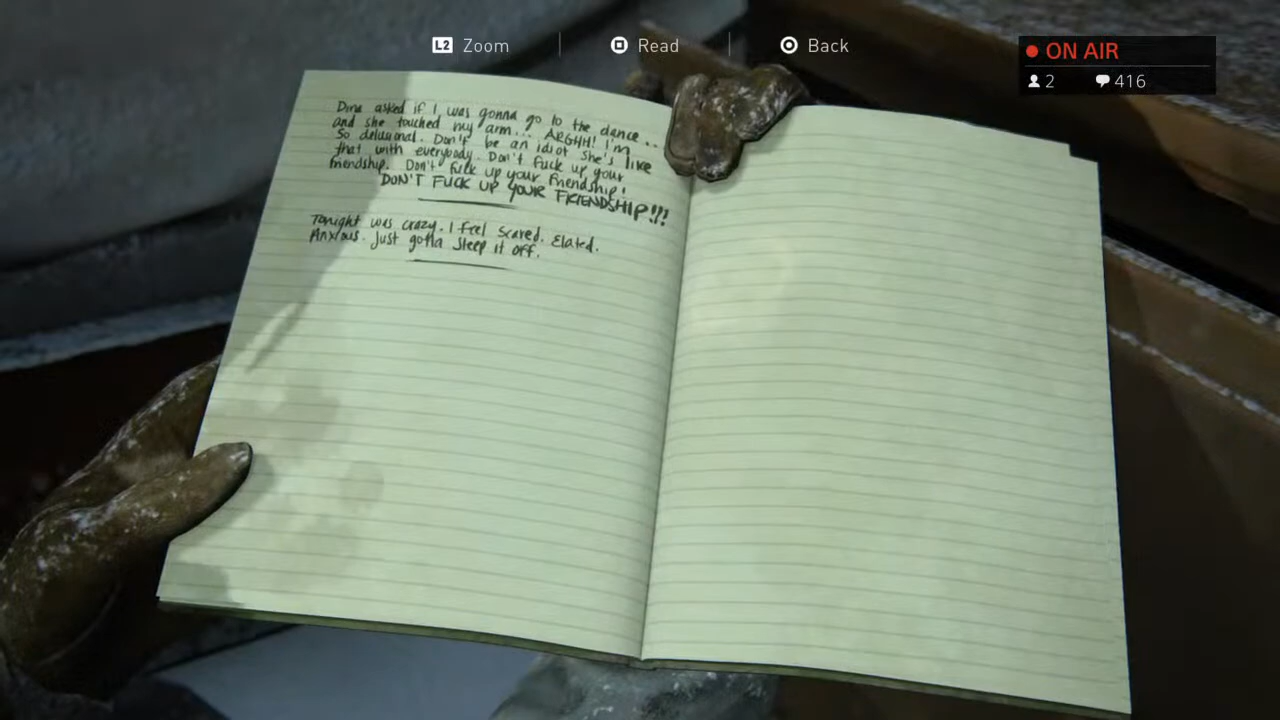 L2 Zoom
Read
Back
ON AIR
2 416
Dina asked if I was gonna go to the dance...
and she touched my arm... ARGHH! I'm
so delusional. Don't be an idiot she's like
that with everybody. Don't fuck up your
friendship. Don't fuck up your friendship!
DON'T FUCK UP YOUR FRIENDSHIP!!!
Tonight was crazy. I feel scared. Elated.
Anxious. Just gotta sleep it off.